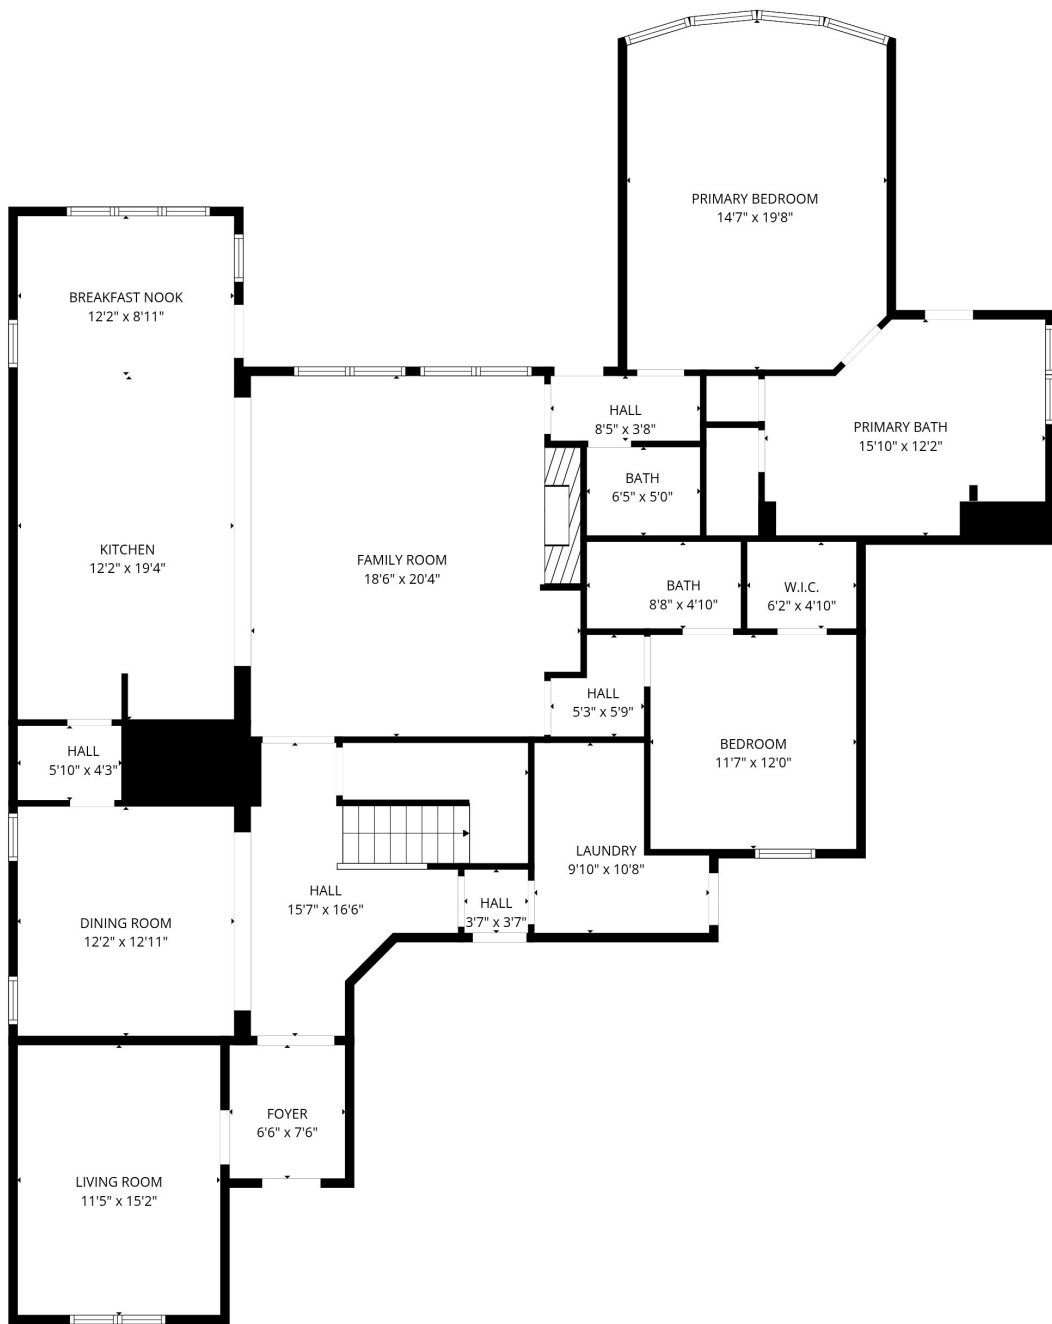 PRIMARY BEDROOM
14'7" x 19'8"
BREAKFAST NOOK
12'2" x 8'11"
HALL
8'5" x 3'8"
PRIMARY BATH
15'10" x 12'2"
BATH
6'5" x 5'0"
KITCHEN
12'2" x 19'4"
FAMILY ROOM
18'6" x 20'4"
BATH
8'8" x 4'10"
W.I.C.
6'2" x 4'10"
HALL
5'3" x 5'9"
BEDROOM
11'7" x 12'0"
HALL
5'10" x 4'3"
LAUNDRY
9'10" x 10'8"
HALL
15'7" x 16'6"
HALL
3'7" x 3'7"
DINING ROOM
12'2" x 12'11"
FOYER
6'6" x 7'6"
LIVING ROOM
11'5" x 15'2"